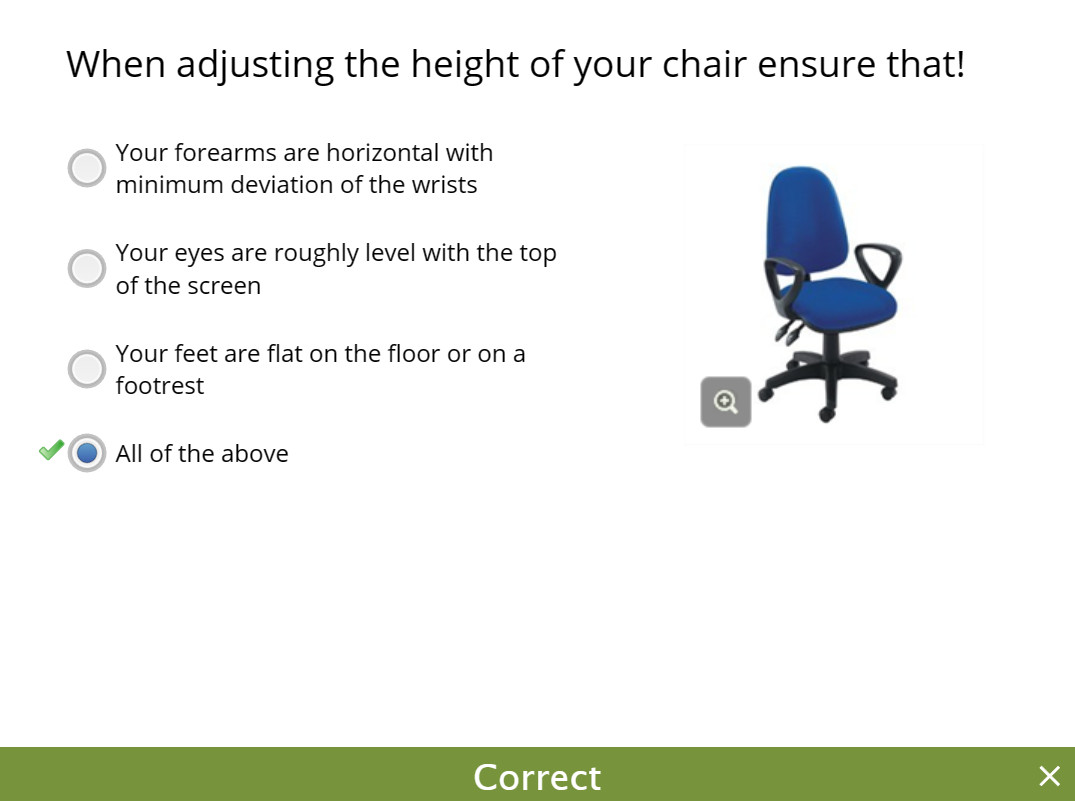 When adjusting the height of your chair ensure that!
Your forearms are horizontal with
minimum deviation of the wrists
Your eyes are roughly level with the top
of the screen
Your feet are flat on the floor or on a
footrest
All of the above
Correct